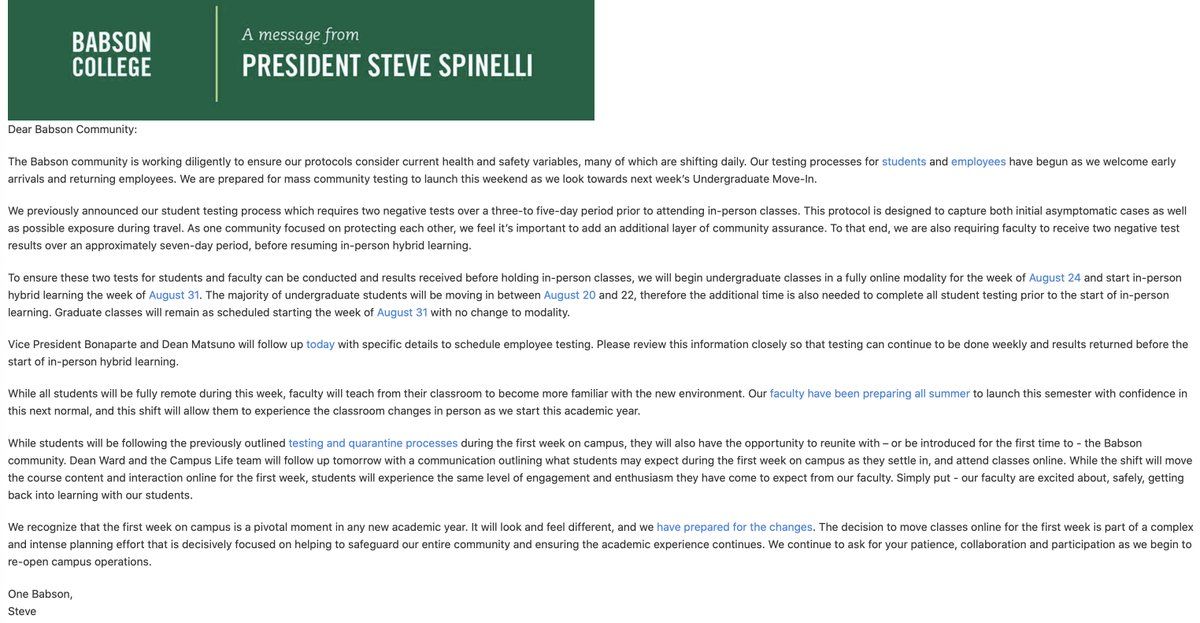 BABSON
COLLEGE
A message from
PRESIDENT STEVE SPINELLI
Dear Babson Community:
The Babson community is working diligently to ensure our protocols consider current health and safety variables, many of which are shifting daily. Our testing processes for students and employees have begun as we welcome early
arrivals and returning employees. We are prepared for mass community testing to launch this weekend as we look towards next week's Undergraduate Move-In.
We previously announced our student testing process which requires two negative tests over a three-to five-day period prior to attending in-person classes. This protocol is designed to capture both initial asymptomatic cases as well
as possible exposure during travel. As one community focused on protecting each other, we feel it's important to add an additional layer of community assurance. To that end, we are also requiring faculty to receive two negative test
results over an approximately seven-day period, before resuming in-person hybrid learning.
To ensure these two tests for students and faculty can be conducted and results received before holding in-person classes, we will begin undergraduate classes in a fully online modality for the week of August 24 and start in-person
hybrid learning the week of August 31. The majority of undergraduate students will be moving in between August 20 and 22, therefore the additional time is also needed to complete all student testing prior to the start of in-person
learning. Graduate classes will remain as scheduled starting the week of August 31 with no change to modality.
Vice President Bonaparte and Dean Matsuno will follow up today with specific details to schedule employee testing. Please review this information closely so that testing can continue to be done weekly and results returned before the
start of in-person hybrid learning.
While all students will be fully remote during this week, faculty will teach from their classroom to become more familiar with the new environment. Our faculty have been preparing all summer to launch this semester with confidence in
this next normal, and this shift will allow them to experience the classroom changes in person as we start this academic year.
While students will be following the previously outlined testing and quarantine processes during the first week on campus, they will also have the opportunity to reunite with – or be introduced for the first time to - the Babson
community. Dean Ward and the Campus Life team will follow up tomorrow with a communication outlining what students may expect during the first week on campus as they settle in, and attend classes online. While the shift will move
the course content and interaction online for the first week, students will experience the same level of engagement and enthusiasm they have come to expect from our faculty. Simply put - our faculty are excited about, safely, getting
back into learning with our students.
We recognize that the first week on campus is a pivotal moment in any new academic year. It will look and feel different, and we have prepared for the changes. The decision to move classes online for the first week is part of a complex
and intense planning effort that is decisively focused on helping to safeguard our entire community and ensuring the academic experience continues. We continue to ask for your patience, collaboration and participation as we begin to
re-open campus operations.
One Babson,
Steve